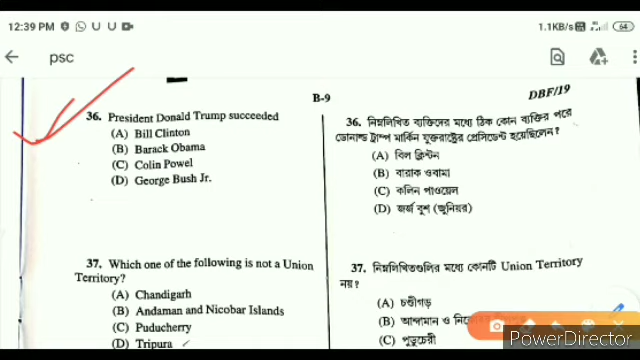 12:39 PM
1.1KB/s
64
psc
B-9
DBF/19
36. President Donald Trump succeeded
(A) Bill Clinton
(B) Barack Obama
(C) Colin Powel
(D) George Bush Jr.
37. Which one of the following is not a Union
Territory?
(A) Chandigarh
(B) Andaman and Nicobar Islands
(C) Puducherry
(D) Tripura
36. নিম্নলিখিত ব্যক্তিদের মধ্যে ঠিক কোন ব্যক্তির পরে
ডোনাল্ড ট্রাম্প মার্কিন যুক্তরাষ্ট্রের প্রেসিডেন্ট হয়েছিলেন?
(A) বিল ক্লিন্টন
(B) বারাক ওবামা
(C) কলিন পাওয়েল
(D) জর্জ বুশ (জুনিয়র)
37. নিম্নলিখিতগুলির মধ্যে কোনটি Union Territory
নয়?
(A) চণ্ডীগড়
(B) আন্দামান ও
(C) পুডুচেরী
PowerDirector